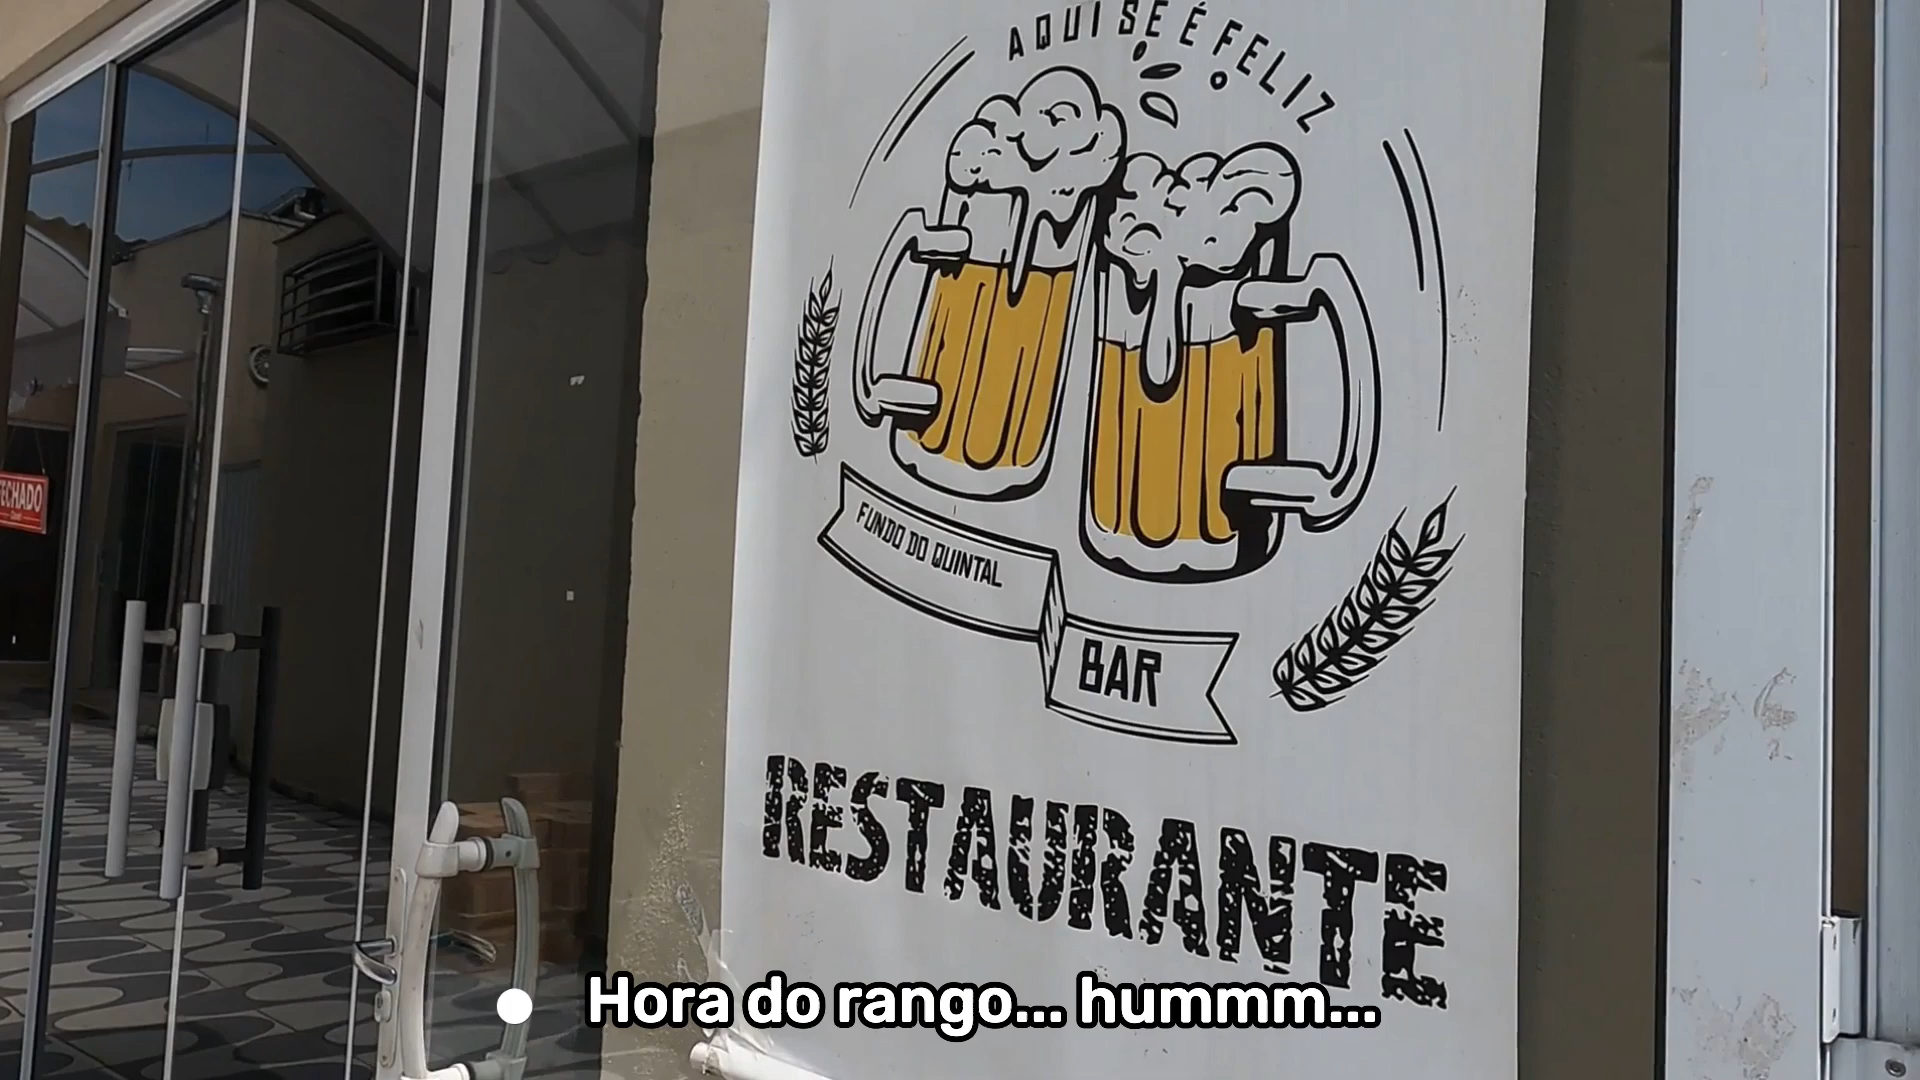 AQUI SE É FELIZ
FECHADO
FUNDO DO QUINTAL
BAR
RESTAURANTE
Hora do rango... hummm...